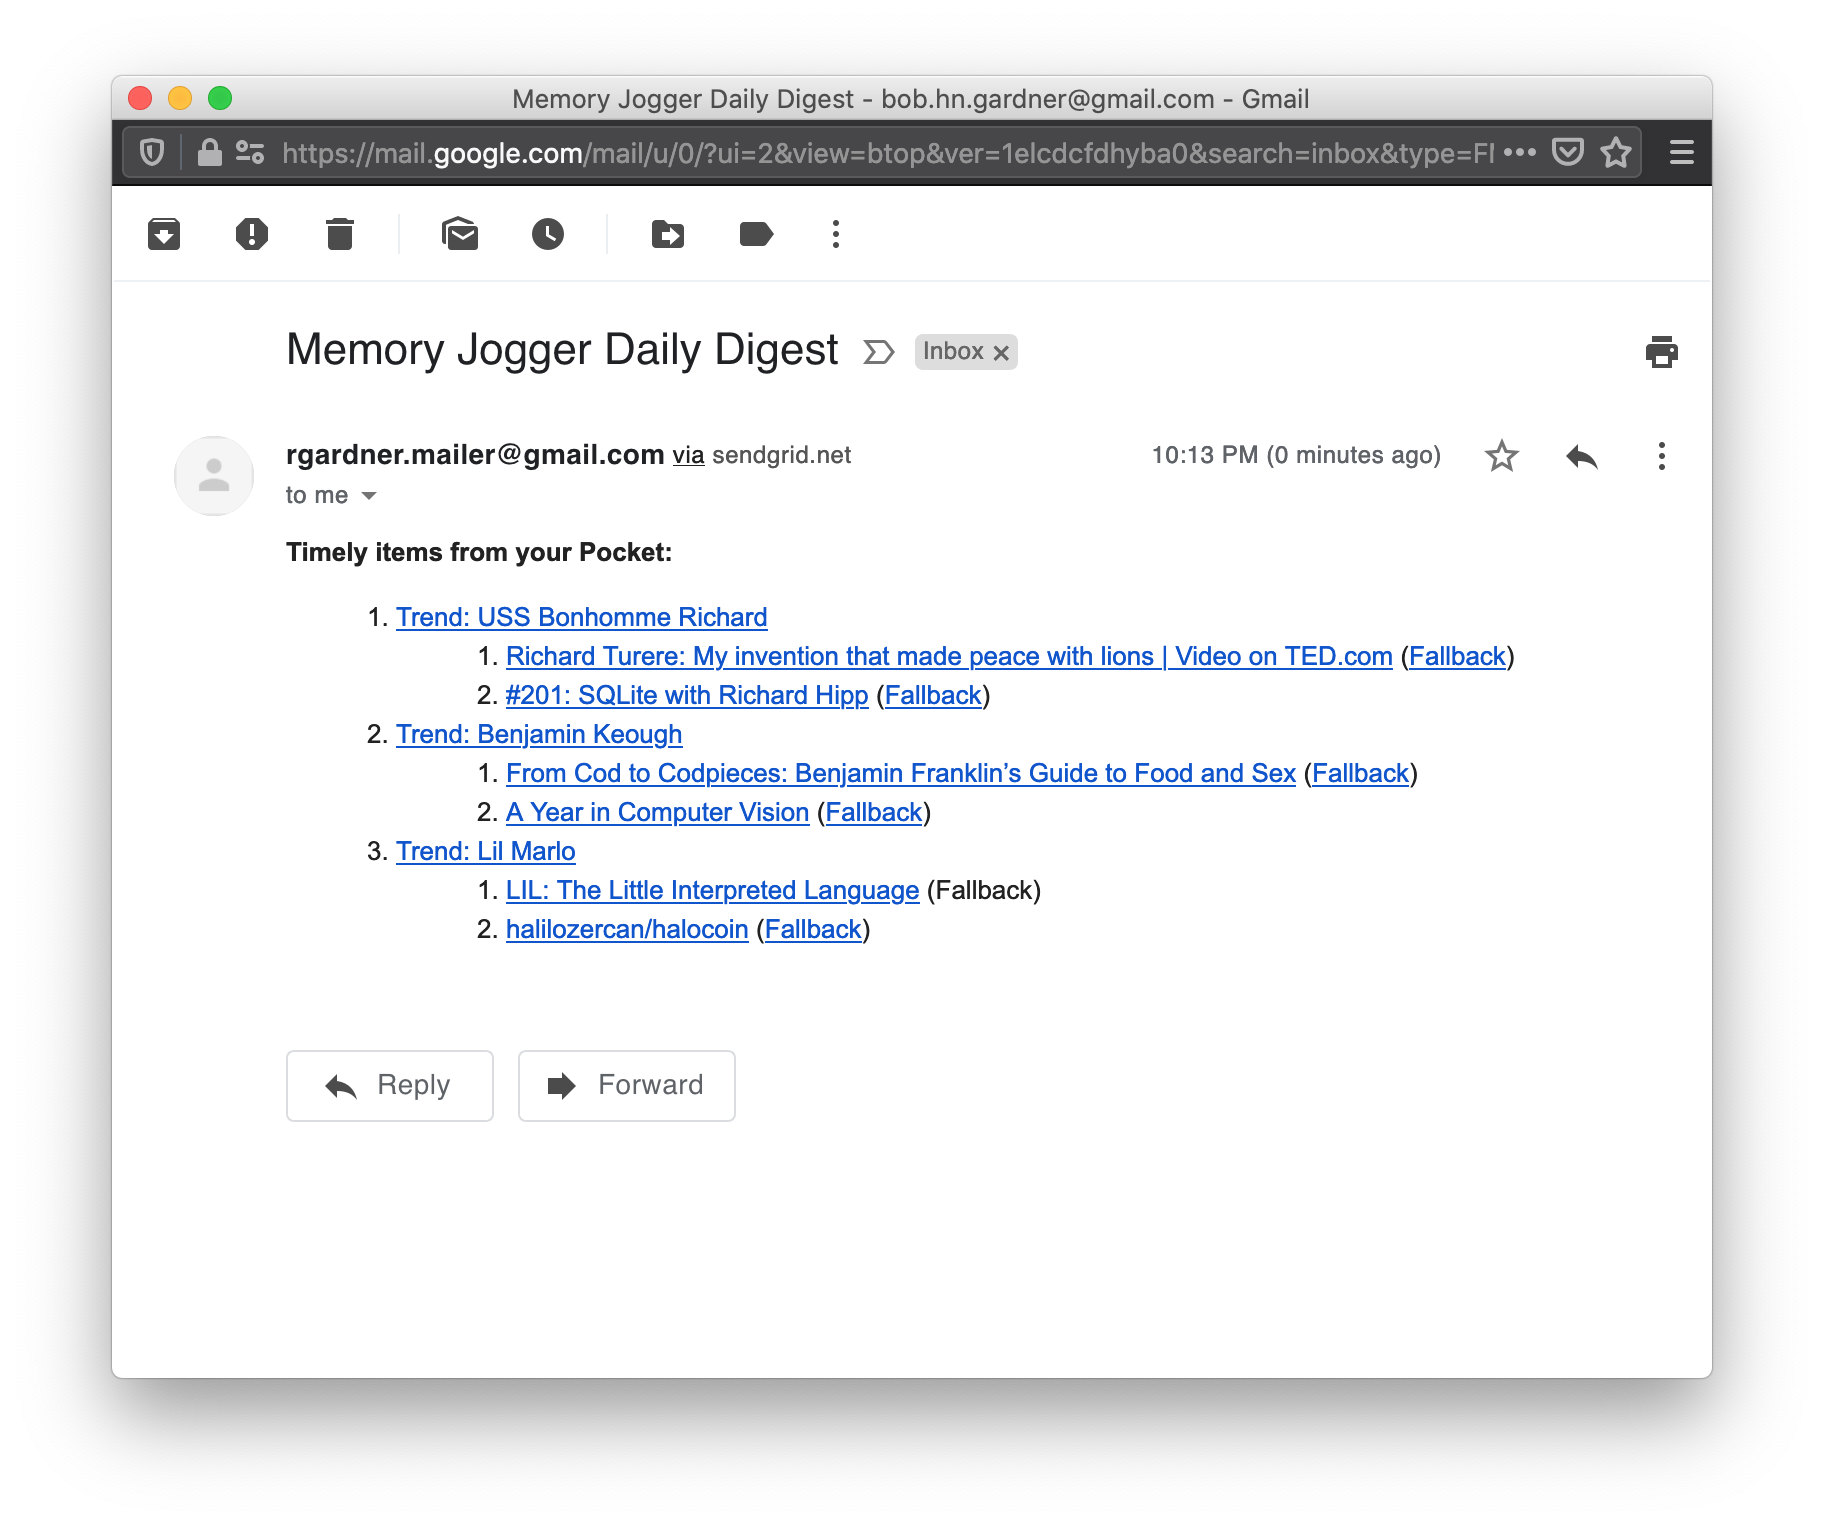 Memory Jogger Daily Digest - bob.hn.gardner@gmail.com - Gmail
https://mail.google.com/mail/u/0/?ui=2&view=btop&ver=1elcdcfdhyba0&search=inbox&type=F
Memory Jogger Daily Digest Inbox
rgardner.mailer@gmail.com via sendgrid.net 10:13 PM (0 minutes ago)
to me
Timely items from your Pocket:
1. Trend: USS Bonhomme Richard
1. Richard Turere: My invention that made peace with lions | Video on TED.com (Fallback)
2. #201: SQLite with Richard Hipp (Fallback)
2. Trend: Benjamin Keough
1. From Cod to Codpieces: Benjamin Franklin’s Guide to Food and Sex (Fallback)
2. A Year in Computer Vision (Fallback)
3. Trend: Lil Marlo
1. LIL: The Little Interpreted Language (Fallback)
2. halilozercan/halocoin (Fallback)
Reply Forward